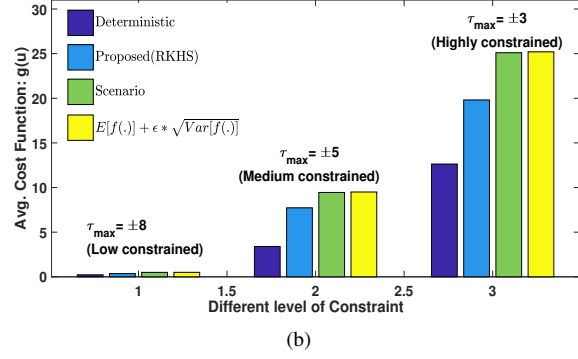 30
25
20
15
10
5
0
Avg. Cost Function: g(u)
Deterministic
Proposed(RKHS)
Scenario
E[f(.)] + ϵ * √Var[f(.)]
τmax = ±8
(Low constrained)
τmax = ±5
(Medium constrained)
τmax = ±3
(Highly constrained)
1 1.5 2 2.5 3
Different level of Constraint
(b)